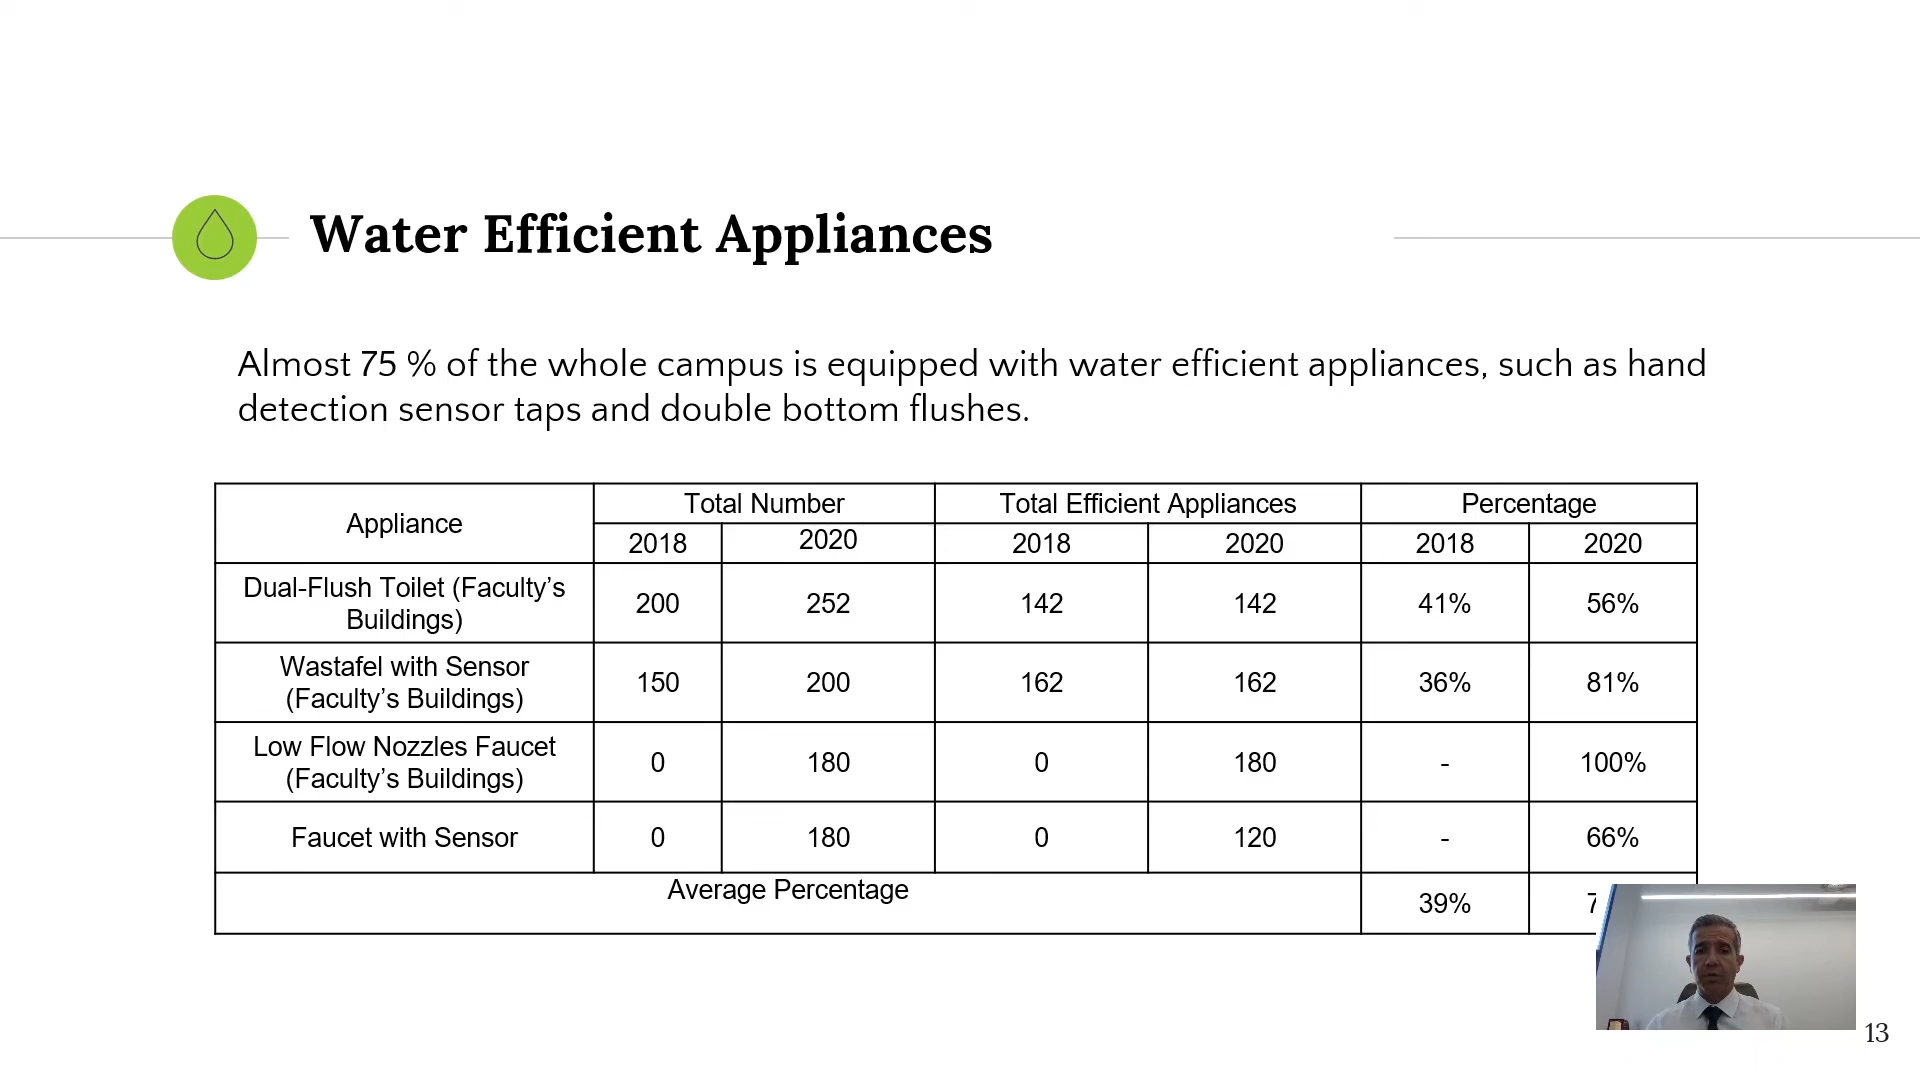 Water Efficient Appliances
Almost 75 % of the whole campus is equipped with water efficient appliances, such as hand
detection sensor taps and double bottom flushes.
Appliance Total Number Total Efficient Appliances Percentage
2018 2020 2018 2020 2018 2020
Dual-Flush Toilet (Faculty’s
Buildings) 200 252 142 142 41% 56%
Wastafel with Sensor
(Faculty’s Buildings) 150 200 162 162 36% 81%
Low Flow Nozzles Faucet
(Faculty’s Buildings) 0 180 0 180 - 100%
Faucet with Sensor 0 180 0 120 - 66%
Average Percentage 39%
13